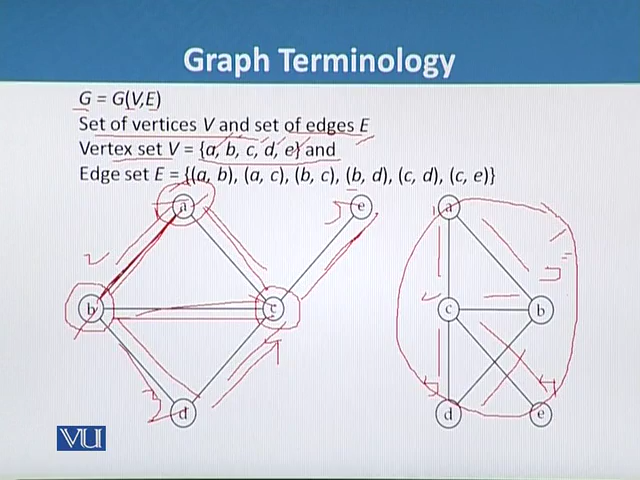 Graph Terminology
G = G(V,E)
Set of vertices V and set of edges E
Vertex set V = {a, b, c, d, e} and
Edge set E = {(a, b), (a, c), (b, c), (b, d), (c, d), (c, e)}
a
e
a
b
c
c
b
d
d
e
VU